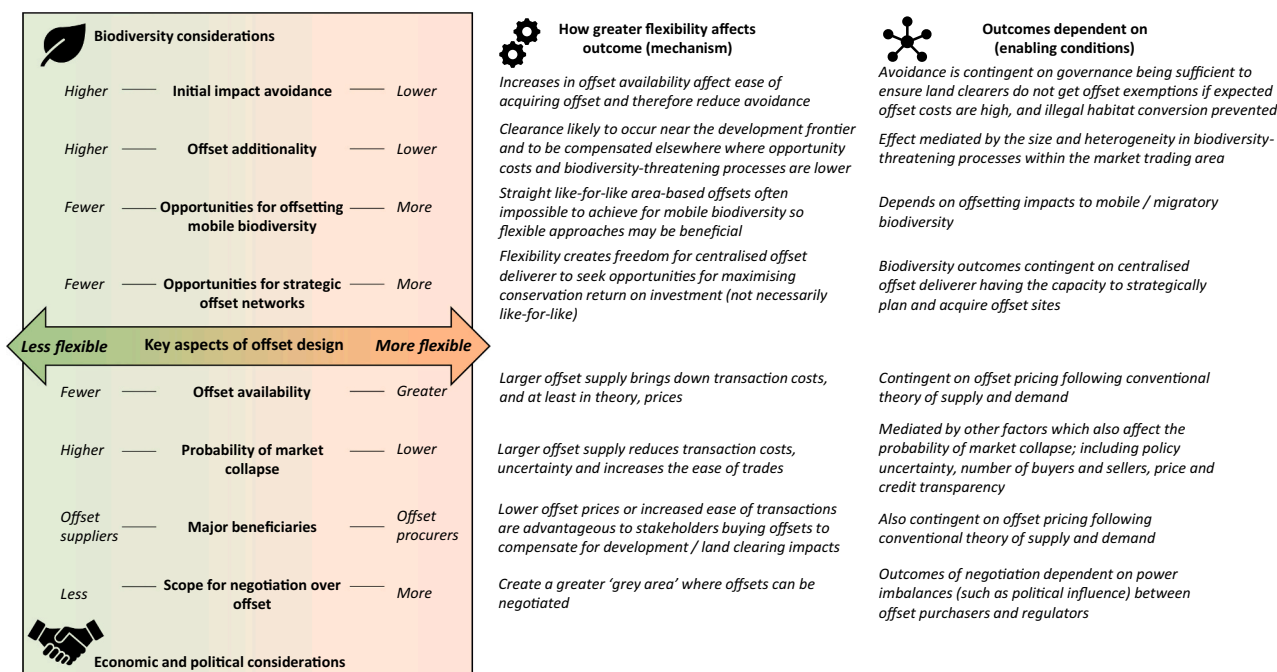 Biodiversity considerations
How greater flexibility affects
outcome (mechanism)
Outcomes dependent on
(enabling conditions)
Higher
Initial impact avoidance
Lower
Increases in offset availability affect ease of
acquiring offset and therefore reduce avoidance
Avoidance is contingent on governance being sufficient to
ensure land clearers do not get offset exemptions if expected
offset costs are high, and illegal habitat conversion prevented
Higher
Offset additionality
Lower
Clearance likely to occur near the development frontier
and to be compensated elsewhere where opportunity
costs and biodiversity-threatening processes are lower
Effect mediated by the size and heterogeneity in biodiversity-
threatening processes within the market trading area
Fewer
Opportunities for offsetting
mobile biodiversity
More
Straight like-for-like area-based offsets often
impossible to achieve for mobile biodiversity so
flexible approaches may be beneficial
Depends on offsetting impacts to mobile / migratory
biodiversity
Fewer
Opportunities for strategic
offset networks
More
Flexibility creates freedom for centralised offset
deliverer to seek opportunities for maximising
conservation return on investment (not necessarily
like-for-like)
Biodiversity outcomes contingent on centralised
offset deliverer having the capacity to strategically
plan and acquire offset sites
Less flexible
Key aspects of offset design
More flexible
Fewer
Offset availability
Greater
Larger offset supply brings down transaction costs,
and at least in theory, prices
Contingent on offset pricing following conventional
theory of supply and demand
Higher
Probability of market
collapse
Lower
Larger offset supply reduces transaction costs,
uncertainty and increases the ease of trades
Mediated by other factors which also affect the
probability of market collapse; including policy
uncertainty, number of buyers and sellers, price and
credit transparency
Offset
suppliers
Major beneficiaries
Offset
procurers
Lower offset prices or increased ease of transactions
are advantageous to stakeholders buying offsets to
compensate for development / land clearing impacts
Also contingent on offset pricing following
conventional theory of supply and demand
Less
Scope for negotiation over
offset
More
Create a greater ‘grey area’ where offsets can be
negotiated
Outcomes of negotiation dependent on power
imbalances (such as political influence) between
offset purchasers and regulators
Economic and political considerations